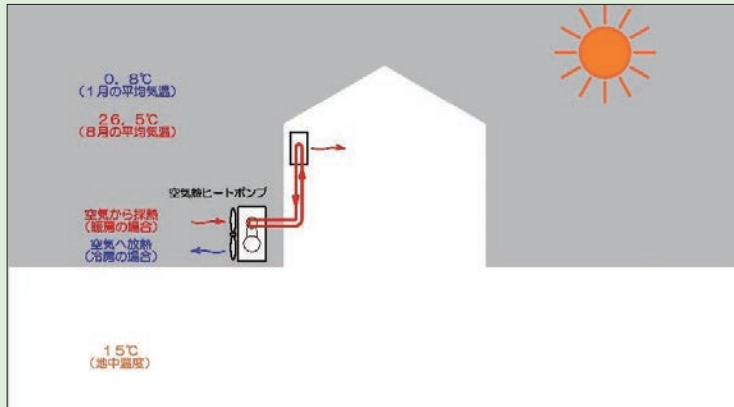 0.8℃
(1月の平均気温)
26.5℃
(8月の平均気温)
空気熱ヒートポンプ
空気から採熱
(暖房の場合)
空気へ放熱
(冷房の場合)
15℃
(地中温度)